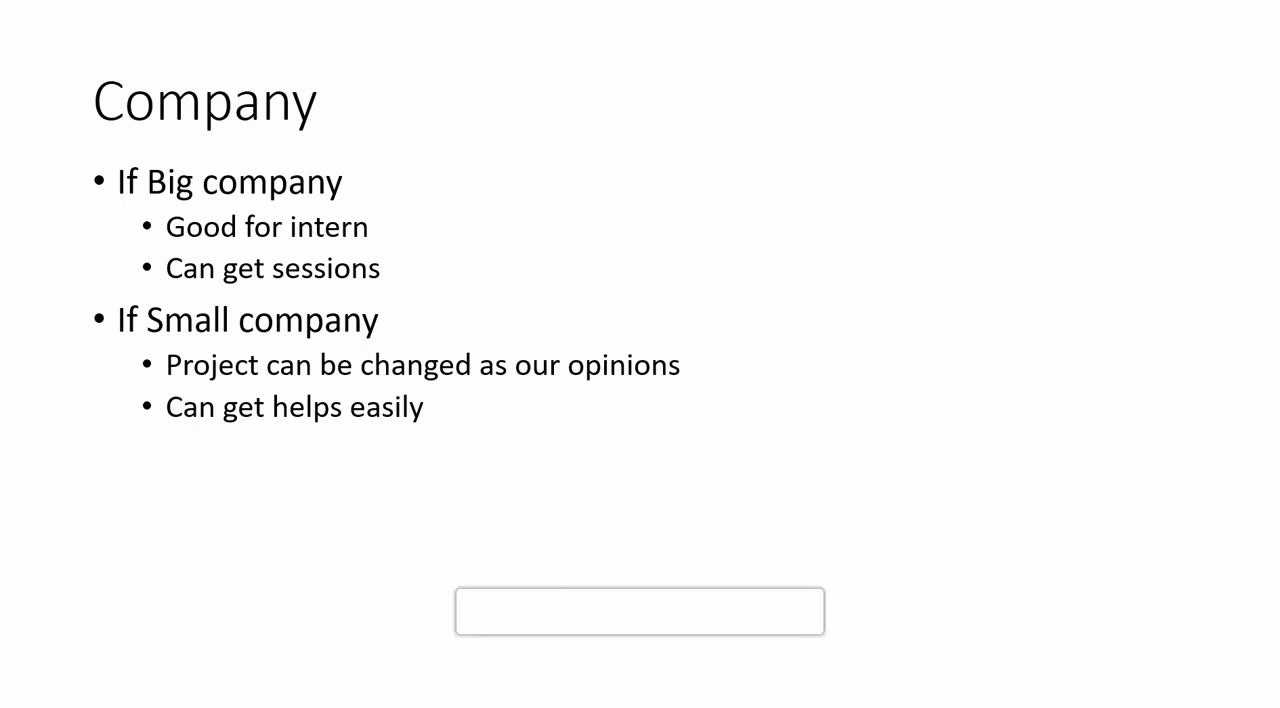 Company
• If Big company
• Good for intern
• Can get sessions
• If Small company
• Project can be changed as our opinions
• Can get helps easily